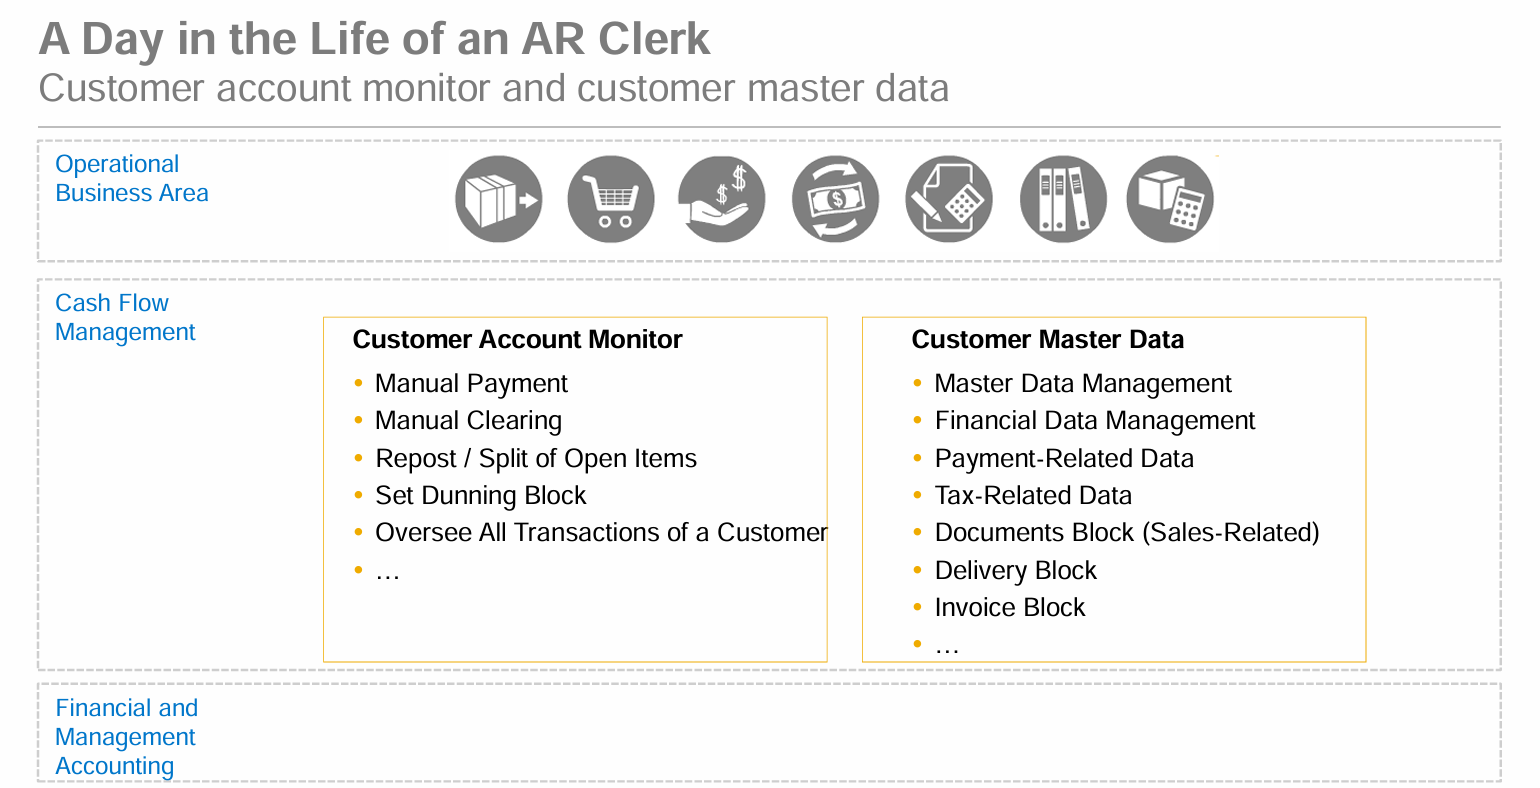 A Day in the Life of an AR Clerk
Customer account monitor and customer master data
Operational
Business Area
$ $
$
Cash Flow
Management
Customer Account Monitor
• Manual Payment
• Manual Clearing
• Repost / Split of Open Items
• Set Dunning Block
• Oversee All Transactions of a Customer
• …
Customer Master Data
• Master Data Management
• Financial Data Management
• Payment-Related Data
• Tax-Related Data
• Documents Block (Sales-Related)
• Delivery Block
• Invoice Block
• …
Financial and
Management
Accounting